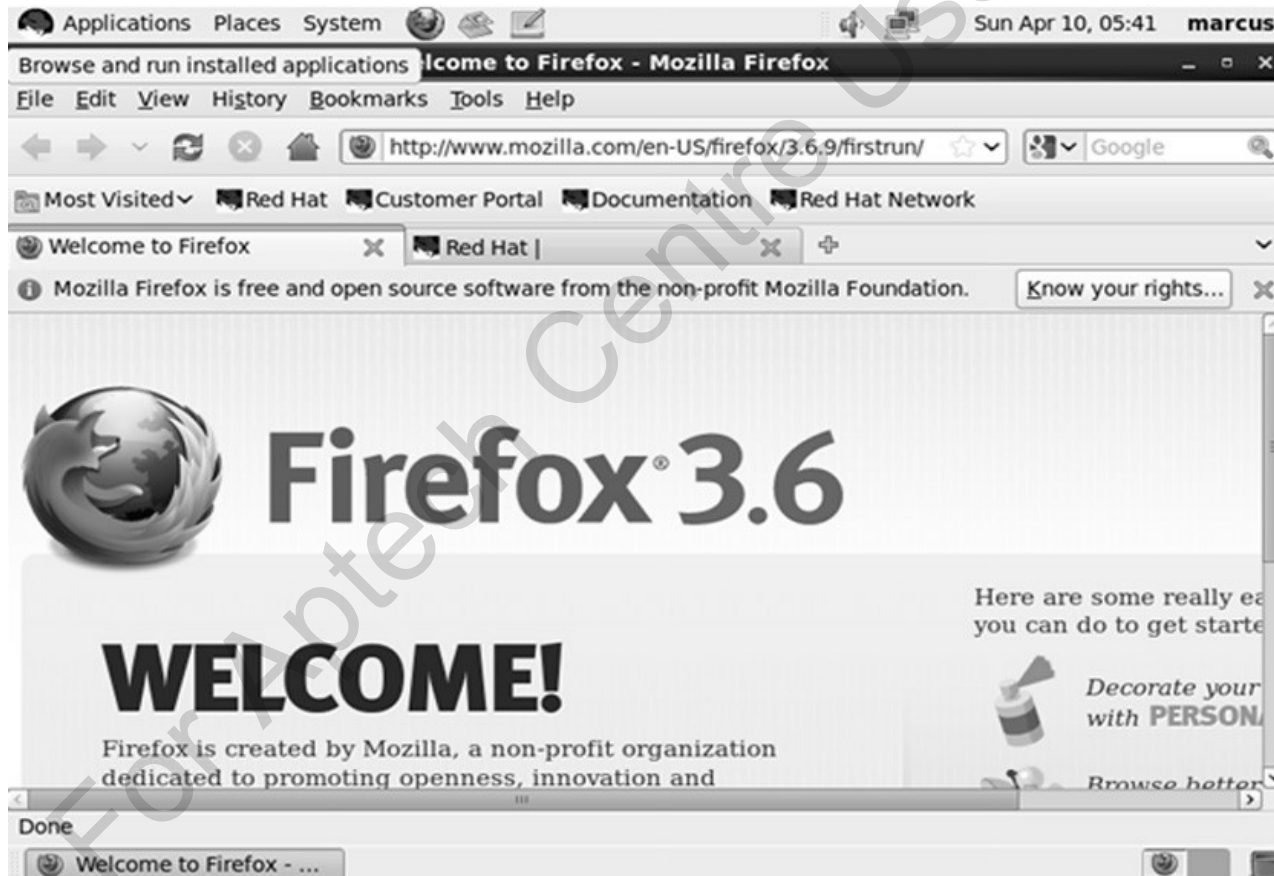 Applications Places System Sun Apr 10, 05:41 marcus
Browse and run installed applications lcome to Firefox - Mozilla Firefox
File Edit View History Bookmarks Tools Help
http://www.mozilla.com/en-US/firefox/3.6.9/firstrun/ Google
Most Visited Red Hat Customer Portal Documentation Red Hat Network
Welcome to Firefox Red Hat |
Mozilla Firefox is free and open source software from the non-profit Mozilla Foundation. Know your rights...
Firefox® 3.6
WELCOME!
Firefox is created by Mozilla, a non-profit organization
dedicated to promoting openness, innovation and
Here are some really ea
you can do to get starte
Decorate your
with PERSONA
Browse better
Done
Welcome to Firefox - ...
For Aptech Centre Us